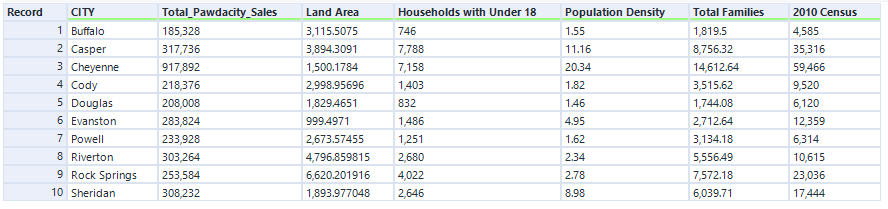 Record CITY Total_Pawdacity_Sales Land Area Households with Under 18 Population Density Total Families 2010 Census
1 Buffalo 185,328 3,115.5075 746 1.55 1,819.5 4,585
2 Casper 317,736 3,894.3091 7,788 11.16 8,756.32 35,316
3 Cheyenne 917,892 1,500.1784 7,158 20.34 14,612.64 59,466
4 Cody 218,376 2,998.95696 1,403 1.82 3,515.62 9,520
5 Douglas 208,008 1,829.4651 832 1.46 1,744.08 6,120
6 Evanston 283,824 999.4971 1,486 4.95 2,712.64 12,359
7 Powell 233,928 2,673.57455 1,251 1.62 3,134.18 6,314
8 Riverton 303,264 4,796.859815 2,680 2.34 5,556.49 10,615
9 Rock Springs 253,584 6,620.201916 4,022 2.78 7,572.18 23,036
10 Sheridan 308,232 1,893.977048 2,646 8.98 6,039.71 17,444